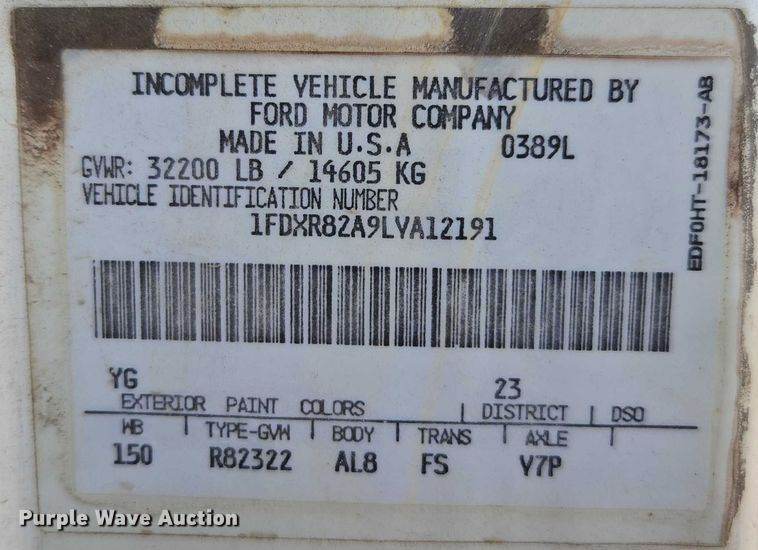 INCOMPLETE VEHICLE MANUFACTURED BY
FORD MOTOR COMPANY
MADE IN U.S.A 0389L
GVWR: 32200 LB / 14605 KG
VEHICLE IDENTIFICATION NUMBER
1FDXR82A9LVA12191
EDF0HT-18173-AB
YG 23
EXTERIOR PAINT COLORS | DISTRICT | DSO
WB | TYPE-GVW | BODY | TRANS | AXLE |
150 R82322 AL8 FS Y7P
Purple Wave Auction